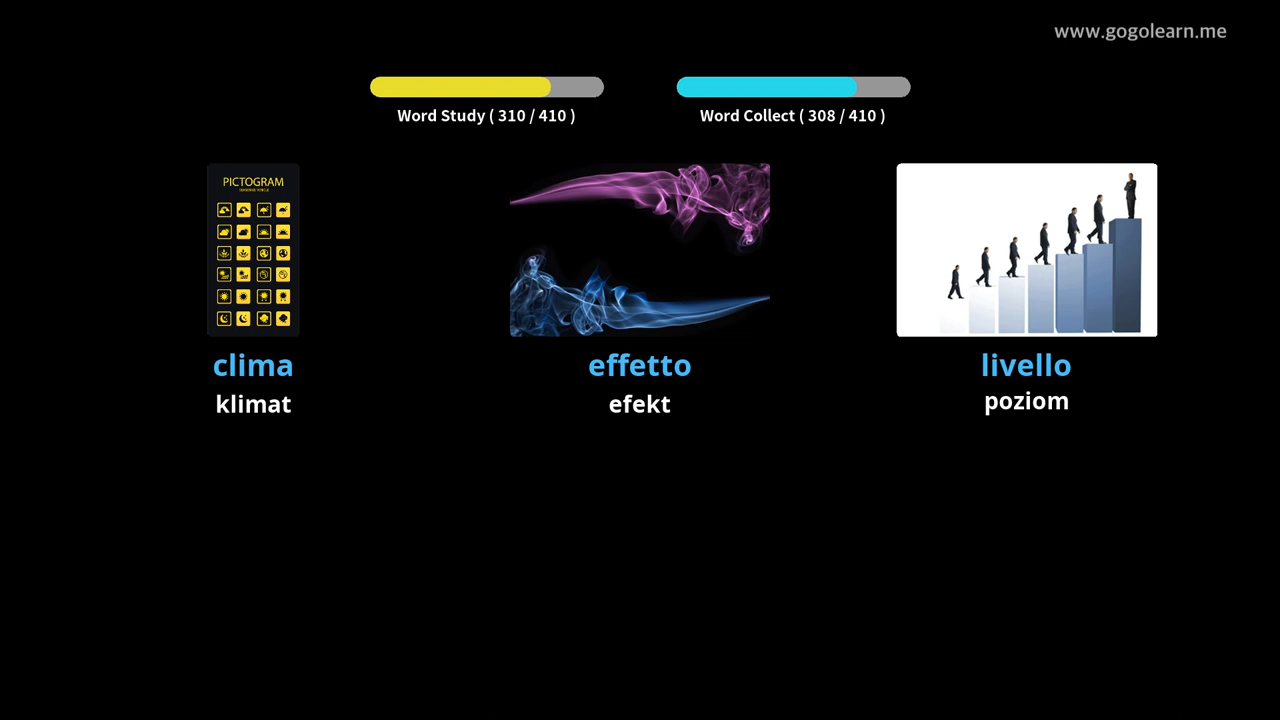 www.gogolearn.me
Word Study ( 310 / 410 )
Word Collect ( 308 / 410 )
PICTOGRAM
clima
effetto
livello
klimat
efekt
poziom